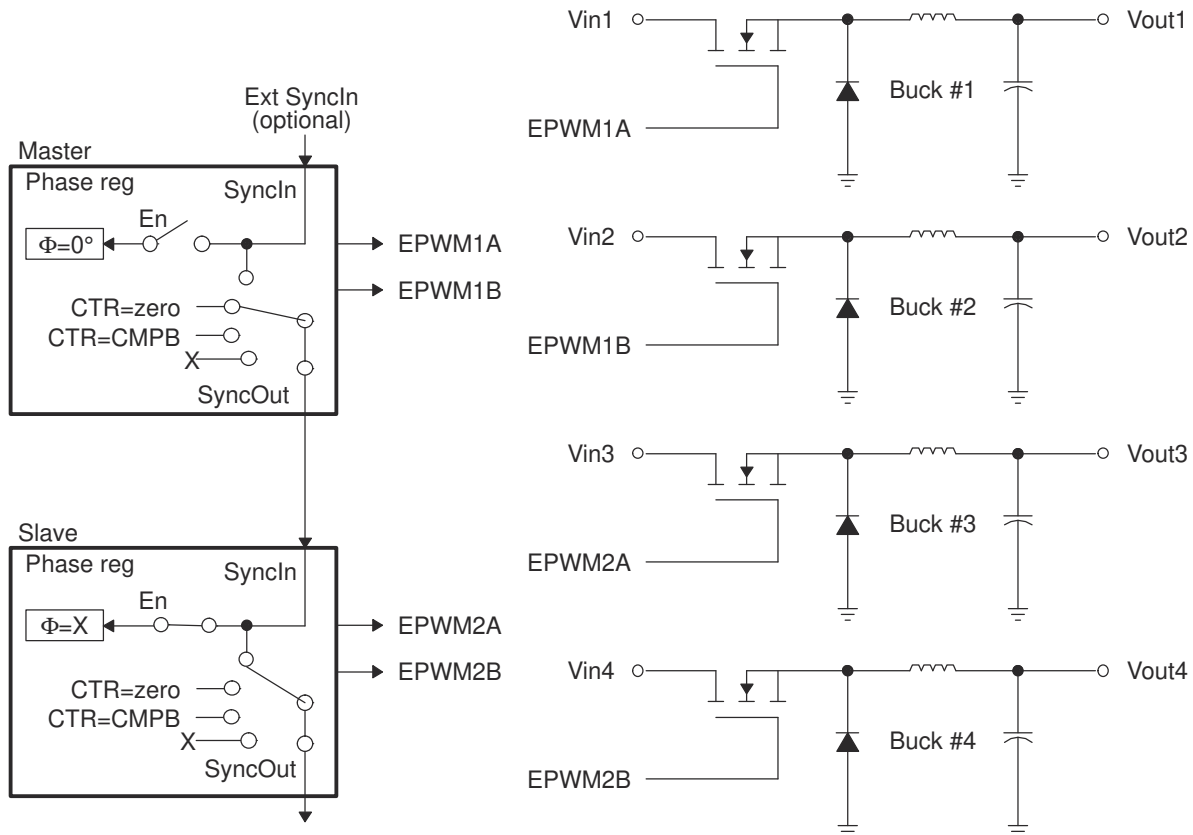 Ext SyncIn
(optional)
Master
Phase reg
SyncIn
En
Φ=0°
EPWM1A
EPWM1B
CTR=zero
CTR=CMPB
X
SyncOut
Slave
Phase reg
SyncIn
En
Φ=X
EPWM2A
EPWM2B
CTR=zero
CTR=CMPB
X
SyncOut
Vin1
Vout1
Buck #1
EPWM1A
Vin2
Vout2
Buck #2
EPWM1B
Vin3
Vout3
Buck #3
EPWM2A
Vin4
Vout4
Buck #4
EPWM2B